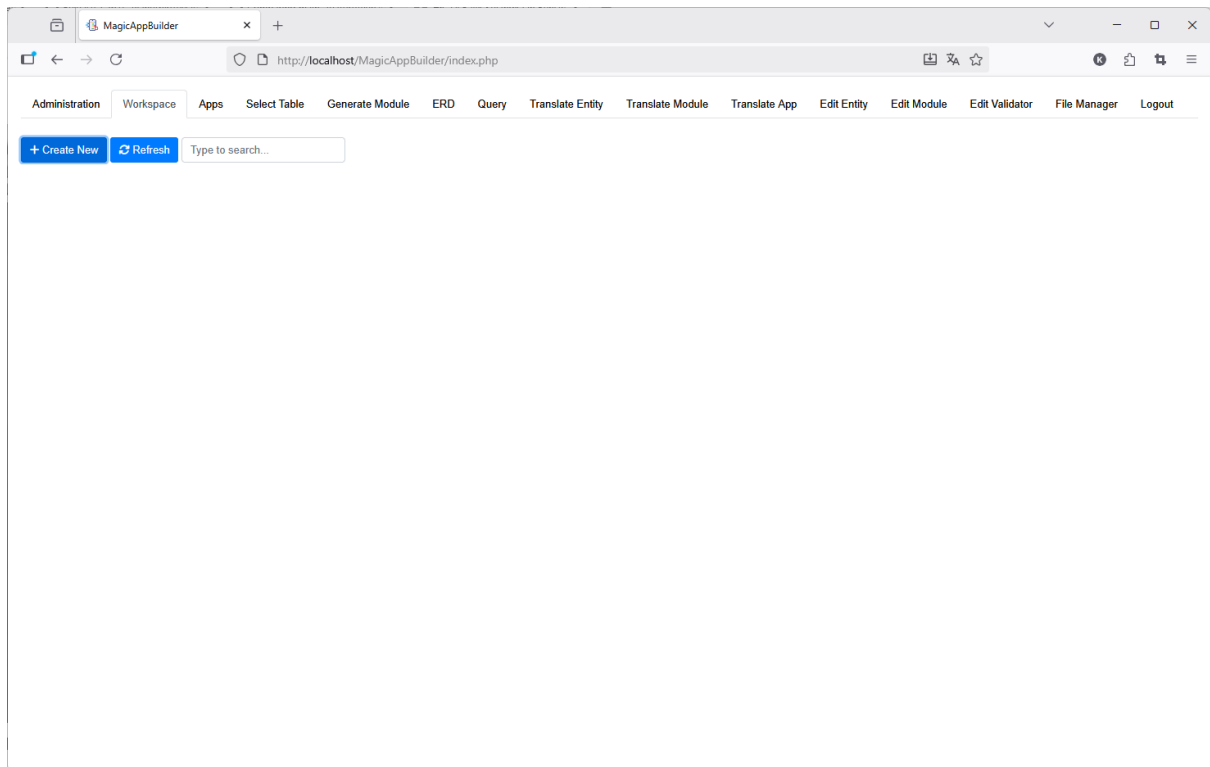 MagicAppBuilder
http://localhost/MagicAppBuilder/index.php
K
Administration Workspace Apps Select Table Generate Module ERD Query Translate Entity Translate Module Translate App Edit Entity Edit Module Edit Validator File Manager Logout
+ Create New Refresh Type to search...